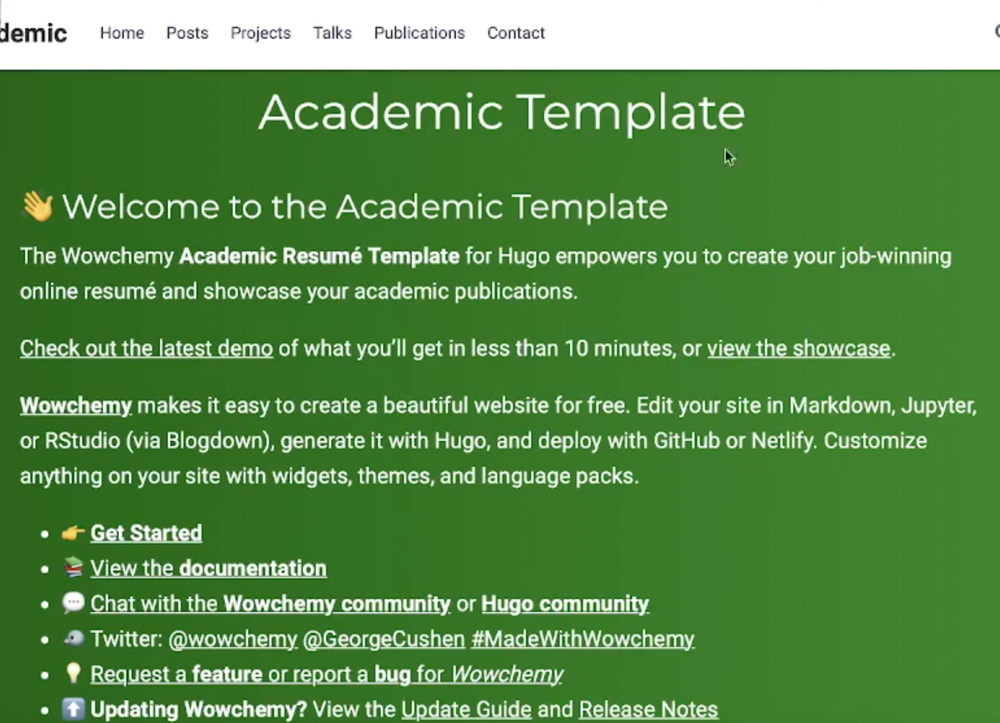 demic Home Posts Projects Talks Publications Contact
Academic Template
👋 Welcome to the Academic Template
The Wowchemy Academic Resumé Template for Hugo empowers you to create your job-winning
online resumé and showcase your academic publications.
Check out the latest demo of what you’ll get in less than 10 minutes, or view the showcase.
Wowchemy makes it easy to create a beautiful website for free. Edit your site in Markdown, Jupyter,
or RStudio (via Blogdown), generate it with Hugo, and deploy with GitHub or Netlify. Customize
anything on your site with widgets, themes, and language packs.
• 👉 Get Started
• 📚 View the documentation
• 💬 Chat with the Wowchemy community or Hugo community
• 🐦 Twitter: @wowchemy @GeorgeCushen #MadeWithWowchemy
• 💡 Request a feature or report a bug for Wowchemy
• ⬆️ Updating Wowchemy? View the Update Guide and Release Notes